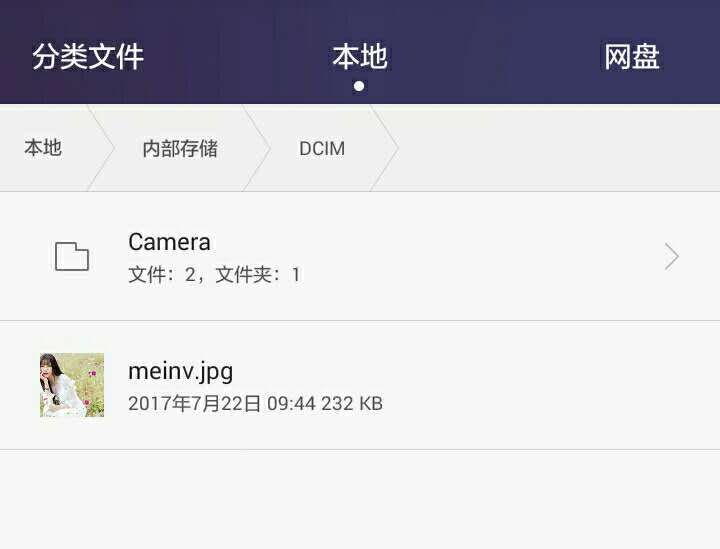 分类文件 本地 网盘
本地 内部存储 DCIM
Camera
文件：2，文件夹：1
meinv.jpg
2017年7月22日 09:44 232 KB